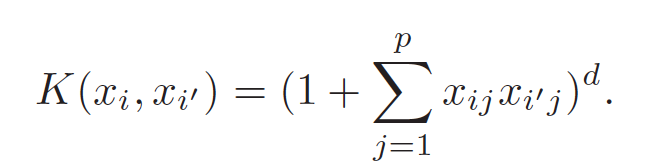 K(x_i, x_{i'}) = (1 + \sum_{j=1}^{p} x_{ij} x_{i'j})^d.